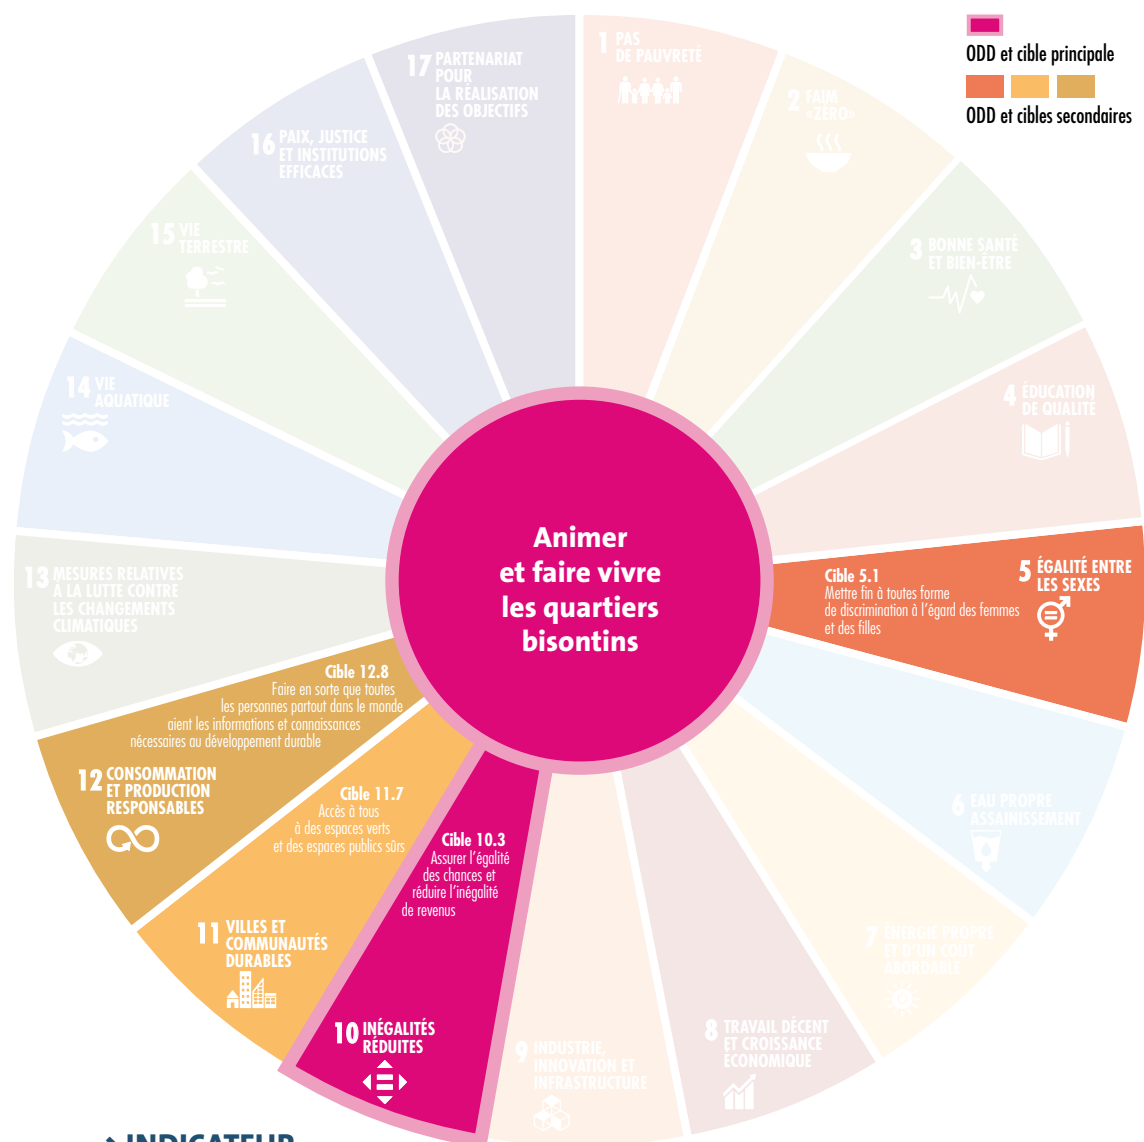 ODD et cible principale
ODD et cibles secondaires
1 PAS
DE PAUVRETÉ
2 FAIM
«ZÉRO»
3 BONNE SANTÉ
ET BIEN-ÊTRE
4 ÉDUCATION
DE QUALITÉ
5 ÉGALITÉ ENTRE
LES SEXES
Cible 5.1
Mettre fin à toutes forme
de discrimination à l'égard des femmes
et des filles
6 EAU PROPRE
ASSAINISSEMENT
7 ÉNERGIE PROPRE
ET D'UN COÛT
ABORDABLE
8 TRAVAIL DÉCENT
ET CROISSANCE
ÉCONOMIQUE
9 INDUSTRIE,
INNOVATION ET
INFRASTRUCTURE
10 INÉGALITÉS
RÉDUITES
Cible 10.3
Assurer l'égalité
des chances et
réduire l'inégalité
de revenus
11 VILLES ET
COMMUNAUTÉS
DURABLES
Cible 11.7
Accès à tous
à des espaces verts
et des espaces publics sûrs
12 CONSOMMATION
ET PRODUCTION
RESPONSABLES
Cible 12.8
Faire en sorte que toutes
les personnes partout dans le monde
aient les informations et connaissances
nécessaires au développement durable
13 MESURES RELATIVES
À LA LUTTE CONTRE
LES CHANGEMENTS
CLIMATIQUES
14 VIE
AQUATIQUE
15 VIE
TERRESTRE
16 PAIX, JUSTICE
ET INSTITUTIONS
EFFICACES
17 PARTENARIAT
POUR
LA RÉALISATION
DES OBJECTIFS
Animer
et faire vivre
les quartiers
bisontins
INDICATEUR